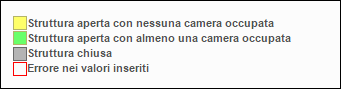 Struttura aperta con nessuna camera occupata
Struttura aperta con almeno una camera occupata
Struttura chiusa
Errore nei valori inseriti